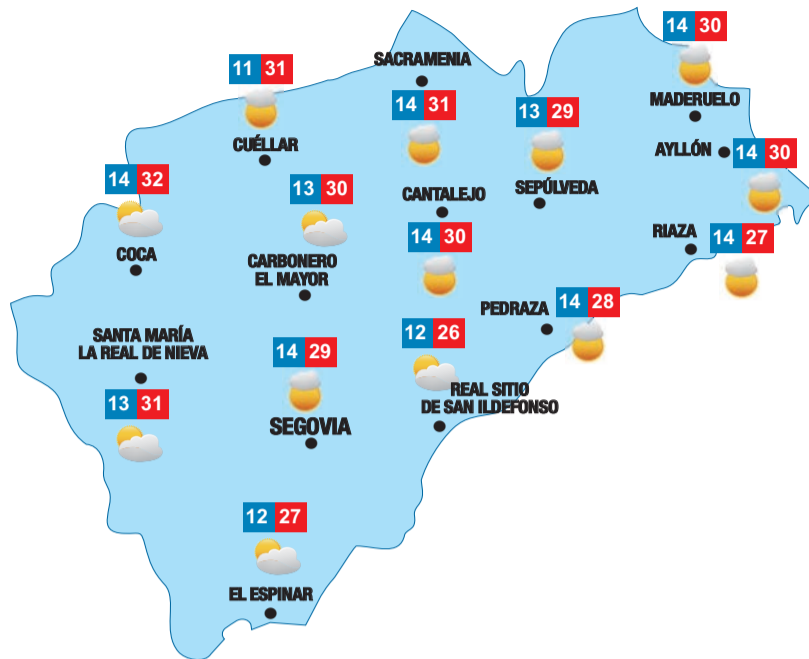 14 30
MADERUELO
SACRAMENIA
14 31
11 31
CUÉLLAR
13 29
SEPÚLVEDA
AYLLÓN
14 30
14 32
COCA
13 30
CARBONERO
EL MAYOR
CANTALEJO
14 30
RIAZA
14 27
PEDRAZA
14 28
SANTA MARÍA
LA REAL DE NIEVA
13 31
14 29
SEGOVIA
12 26
REAL SITIO
DE SAN ILDEFONSO
12 27
EL ESPINAR